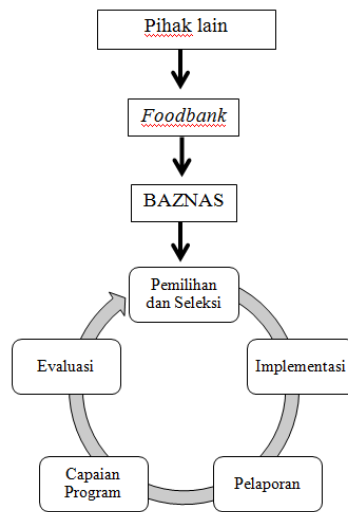 Pihak lain
Foodbank
BAZNAS
Pemilihan
dan Seleksi
Implementasi
Pelaporan
Capaian
Program
Evaluasi